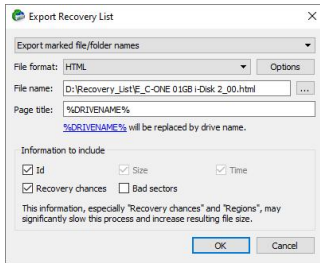 Export Recovery List
Export marked file/folder names
File format: HTML Options
File name: D:\Recovery_List\E_C-ONE 01GB i-Disk 2_00.html ...
Page title: %DRIVENAME%
%DRIVENAME% will be replaced by drive name.
Information to include
Id Size Time
Recovery chances Bad sectors
This information, especially "Recovery chances" and "Regions", may
significantly slow this process and increase resulting file size.
OK Cancel